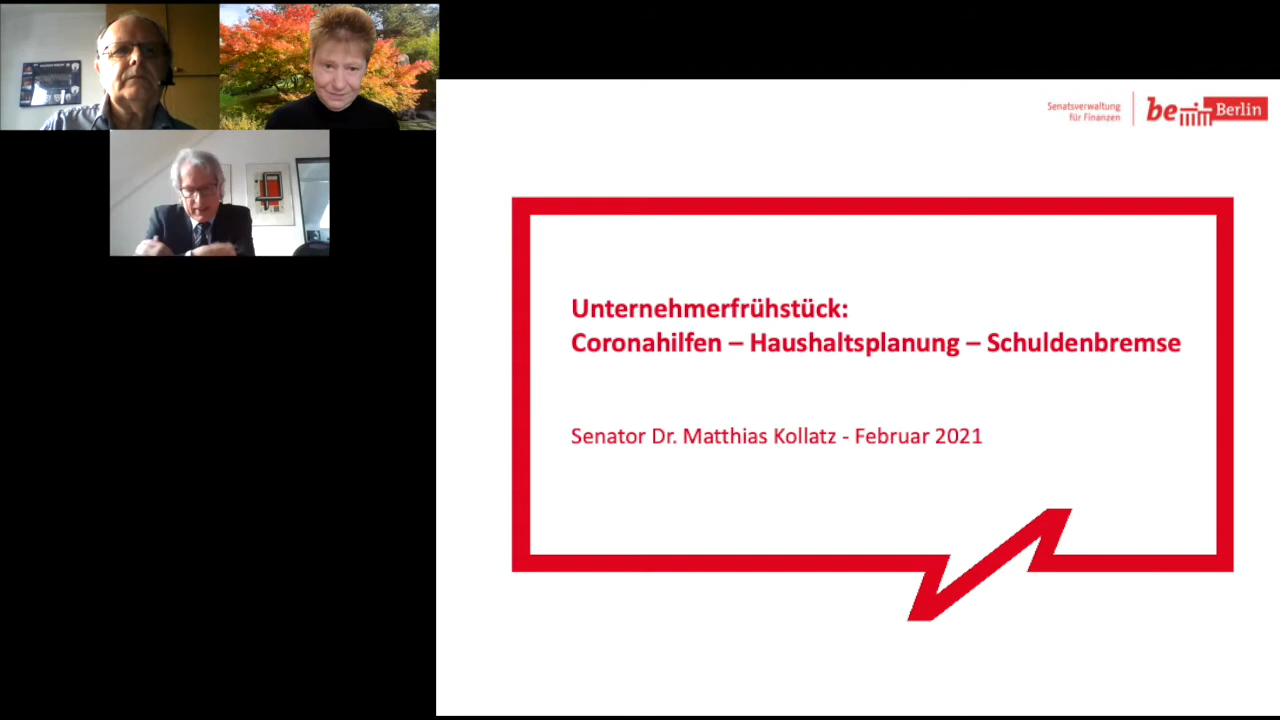 Senatsverwaltung
für Finanzen
be
Berlin
Unternehmerfrühstück:
Coronahilfen – Haushaltsplanung – Schuldenbremse
Senator Dr. Matthias Kollatz - Februar 2021